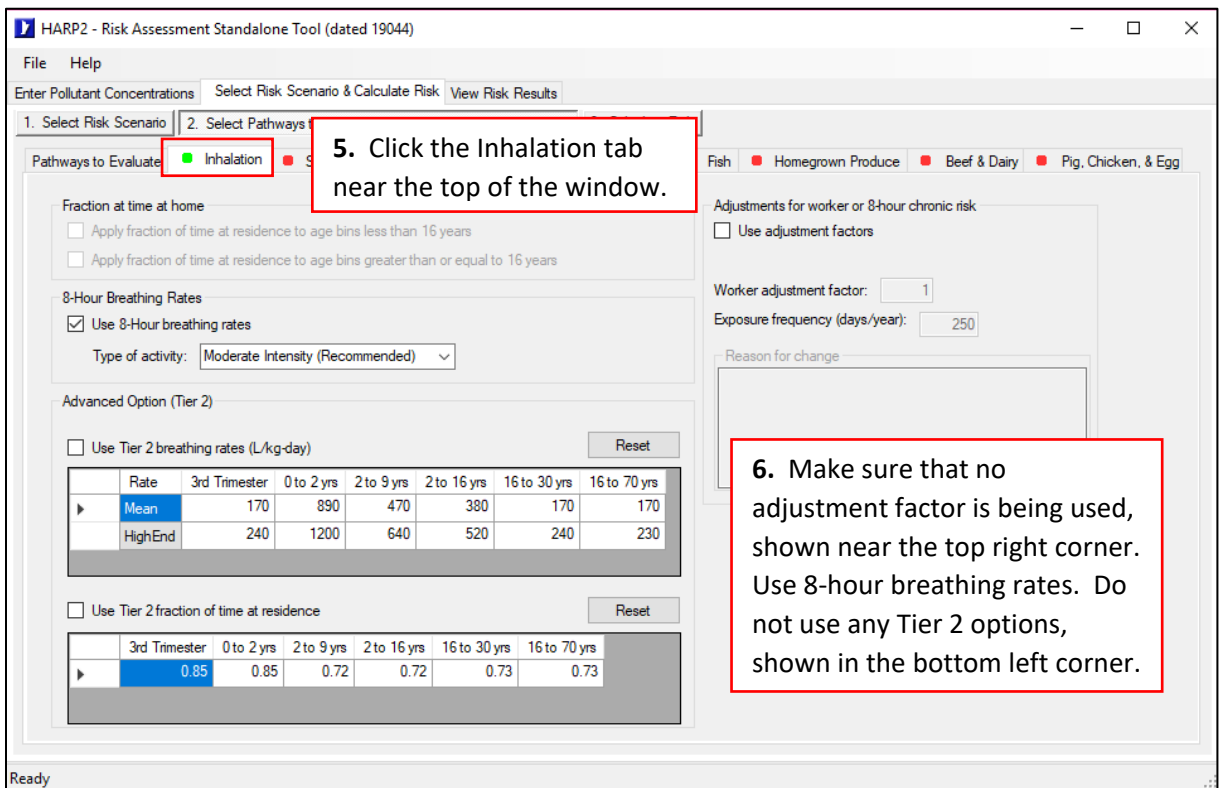 HARP2 - Risk Assessment Standalone Tool (dated 19044)
File Help
Enter Pollutant Concentrations Select Risk Scenario & Calculate Risk View Risk Results
1. Select Risk Scenario 2. Select Pathways
5. Click the Inhalation tab
near the top of the window.
Pathways to Evaluate Inhalation Fish Homegrown Produce Beef & Dairy Pig, Chicken, & Egg
Fraction at time at home
Apply fraction of time at residence to age bins less than 16 years
Apply fraction of time at residence to age bins greater than or equal to 16 years
8-Hour Breathing Rates
Use 8-Hour breathing rates
Type of activity: Moderate Intensity (Recommended)
Adjustments for worker or 8-hour chronic risk
Use adjustment factors
Worker adjustment factor: 1
Exposure frequency (days/year): 250
Reason for change
Advanced Option (Tier 2)
Use Tier 2 breathing rates (L/kg-day) Reset
Rate 3rd Trimester 0 to 2 yrs 2 to 9 yrs 2 to 16 yrs 16 to 30 yrs 16 to 70 yrs
Mean 170 890 470 380 170 170
HighEnd 240 1200 640 520 240 230
Use Tier 2 fraction of time at residence Reset
3rd Trimester 0 to 2 yrs 2 to 9 yrs 2 to 16 yrs 16 to 30 yrs 16 to 70 yrs
0.85 0.85 0.72 0.72 0.73 0.73
6. Make sure that no
adjustment factor is being used,
shown near the top right corner.
Use 8-hour breathing rates. Do
not use any Tier 2 options,
shown in the bottom left corner.
Ready